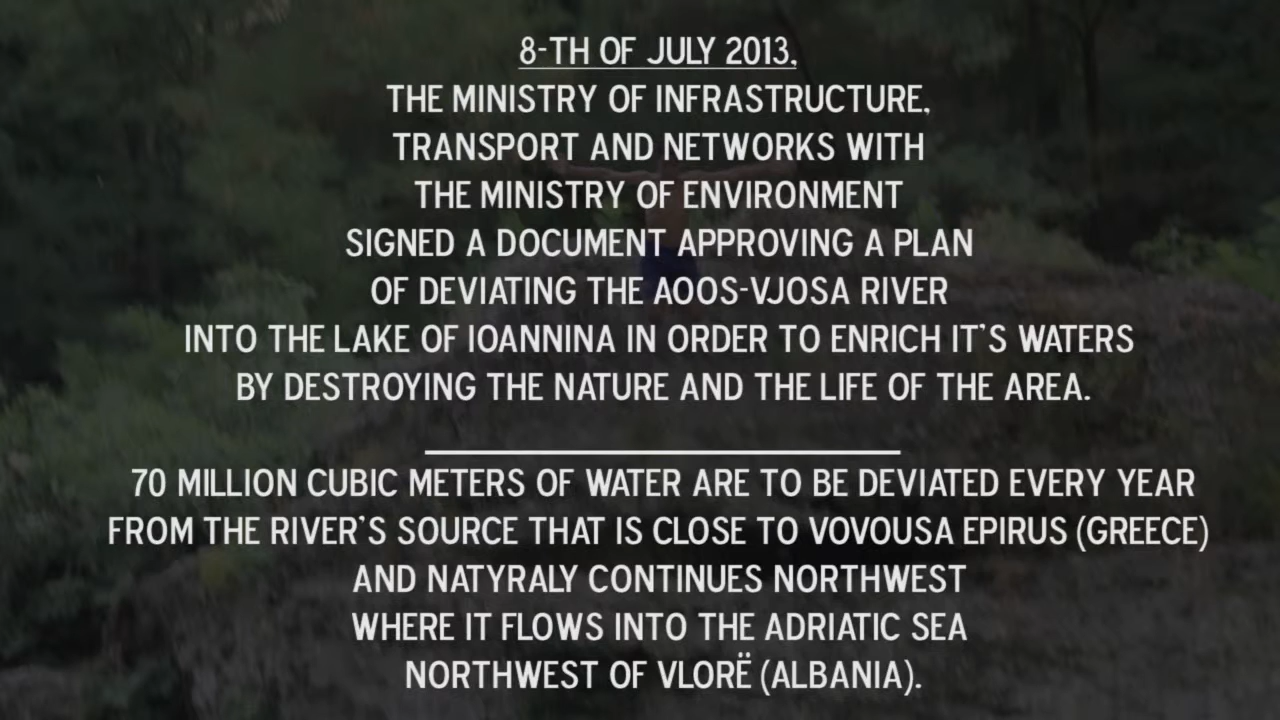 8-TH OF JULY 2013,
THE MINISTRY OF INFRASTRUCTURE,
TRANSPORT AND NETWORKS WITH
THE MINISTRY OF ENVIRONMENT
SIGNED A DOCUMENT APPROVING A PLAN
OF DEVIATING THE AOOS-VJOSA RIVER
INTO THE LAKE OF IOANNINA IN ORDER TO ENRICH IT'S WATERS
BY DESTROYING THE NATURE AND THE LIFE OF THE AREA.
70 MILLION CUBIC METERS OF WATER ARE TO BE DEVIATED EVERY YEAR
FROM THE RIVER'S SOURCE THAT IS CLOSE TO VOVOUSA EPIRUS (GREECE)
AND NATYRALY CONTINUES NORTHWEST
WHERE IT FLOWS INTO THE ADRIATIC SEA
NORTHWEST OF VLORË (ALBANIA).